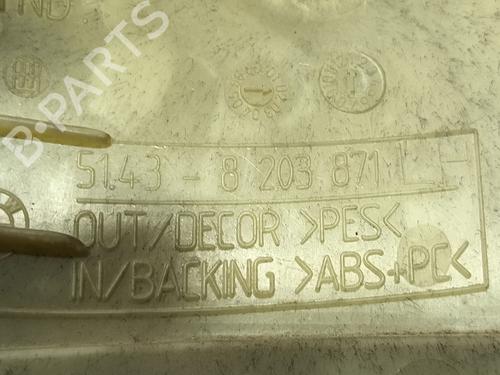 B-PARTS
51.43 - 8 203 871
OUT/DECOR >PES<
IN/BACKING >ABS+PC<